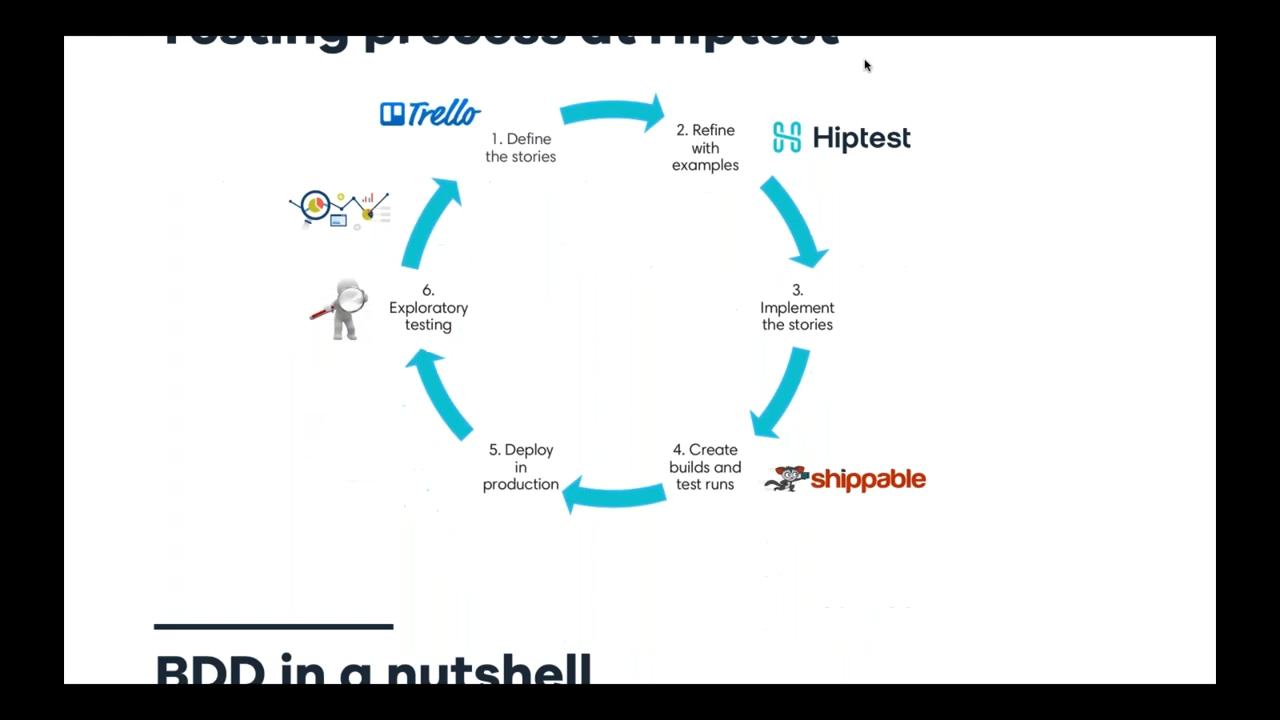 Testing process at Hiptest
Trello
1. Define
the stories
2. Refine
with
examples
Hiptest
3.
Implement
the stories
4. Create
builds and
test runs
shippable
5. Deploy
in
production
6.
Exploratory
testing
BDD in a nutshell